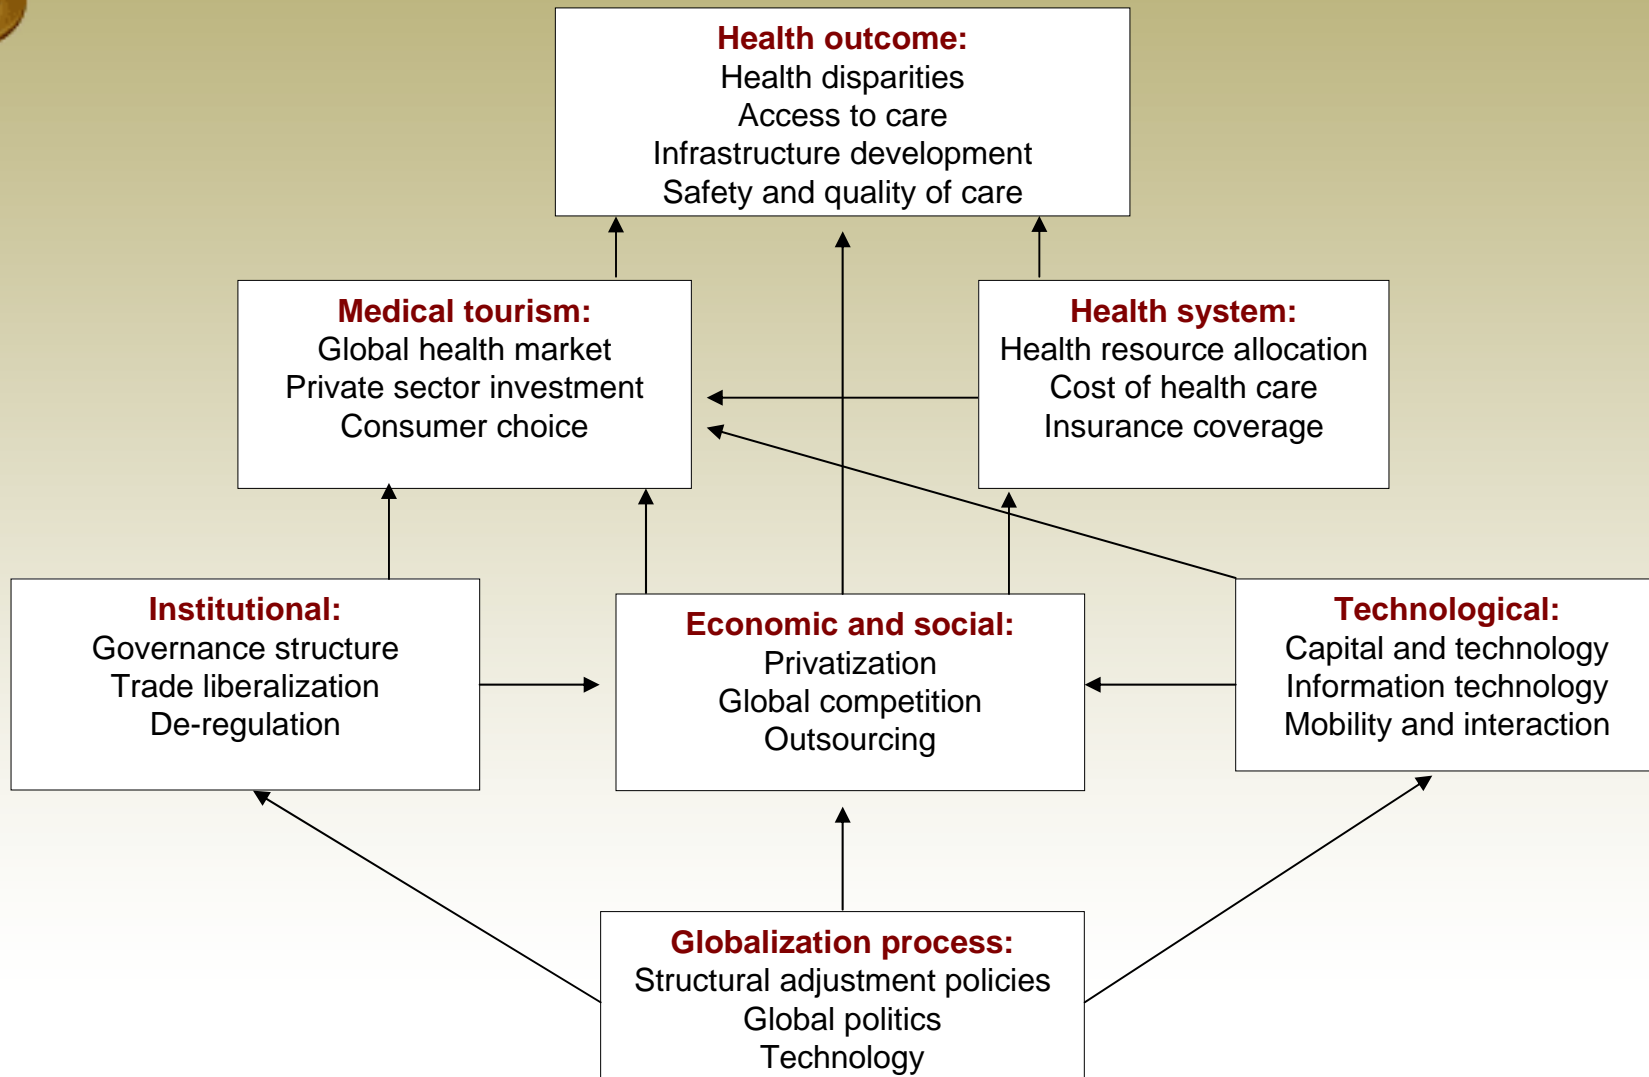 Health outcome:
Health disparities
Access to care
Infrastructure development
Safety and quality of care
Medical tourism:
Global health market
Private sector investment
Consumer choice
Health system:
Health resource allocation
Cost of health care
Insurance coverage
Institutional:
Governance structure
Trade liberalization
De-regulation
Economic and social:
Privatization
Global competition
Outsourcing
Technological:
Capital and technology
Information technology
Mobility and interaction
Globalization process:
Structural adjustment policies
Global politics
Technology